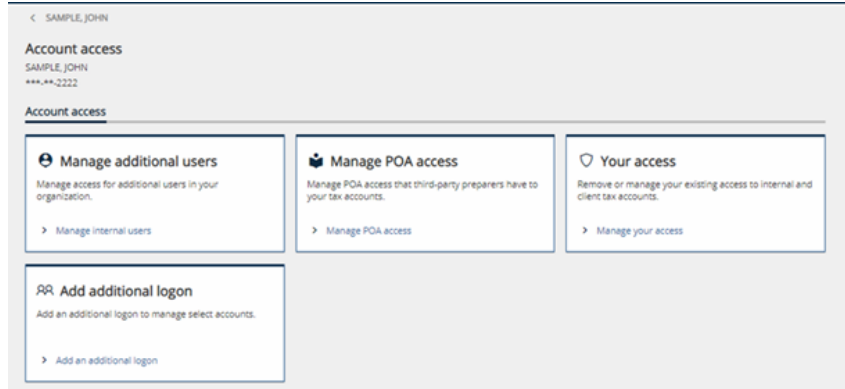 < SAMPLE, JOHN
Account access
SAMPLE, JOHN
***-**-2222
Account access
Manage additional users
Manage access for additional users in your
organization.
> Manage internal users
Manage POA access
Manage POA access that third-party preparers have to
your tax accounts.
> Manage POA access
Your access
Remove or manage your existing access to internal and
client tax accounts.
> Manage your access
Add additional logon
Add an additional logon to manage select accounts.
> Add an additional logon